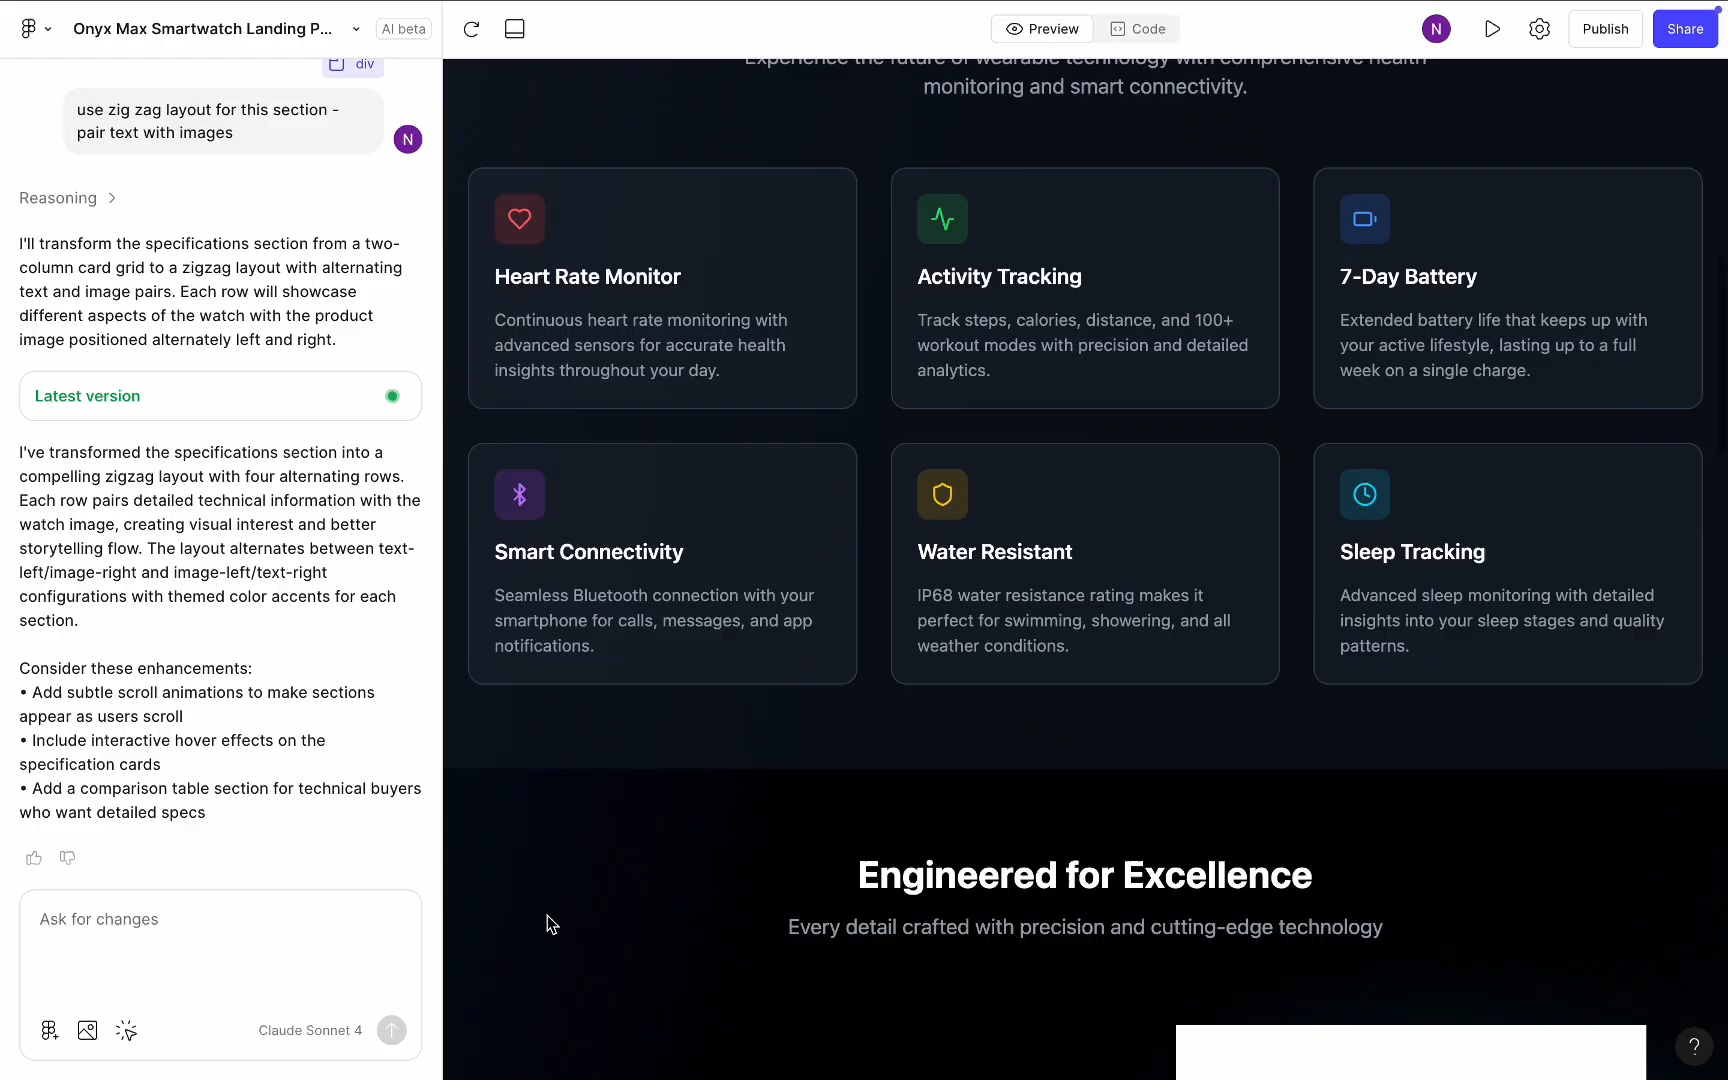 Onyx Max Smartwatch Landing P...
AI beta
Preview
Code
N
Publish
Share
div
use zig zag layout for this section -
pair text with images
N
Reasoning
I'll transform the specifications section from a two-
column card grid to a zigzag layout with alternating
text and image pairs. Each row will showcase
different aspects of the watch with the product
image positioned alternately left and right.
Latest version
I've transformed the specifications section into a
compelling zigzag layout with four alternating rows.
Each row pairs detailed technical information with the
watch image, creating visual interest and better
storytelling flow. The layout alternates between text-
left/image-right and image-left/text-right
configurations with themed color accents for each
section.
Consider these enhancements:
• Add subtle scroll animations to make sections
appear as users scroll
• Include interactive hover effects on the
specification cards
• Add a comparison table section for technical buyers
who want detailed specs
Ask for changes
Claude Sonnet 4
Experience the future of wearable technology with comprehensive health
monitoring and smart connectivity.
Heart Rate Monitor
Continuous heart rate monitoring with
advanced sensors for accurate health
insights throughout your day.
Activity Tracking
Track steps, calories, distance, and 100+
workout modes with precision and detailed
analytics.
7-Day Battery
Extended battery life that keeps up with
your active lifestyle, lasting up to a full
week on a single charge.
Smart Connectivity
Seamless Bluetooth connection with your
smartphone for calls, messages, and app
notifications.
Water Resistant
IP68 water resistance rating makes it
perfect for swimming, showering, and all
weather conditions.
Sleep Tracking
Advanced sleep monitoring with detailed
insights into your sleep stages and quality
patterns.
Engineered for Excellence
Every detail crafted with precision and cutting-edge technology
?